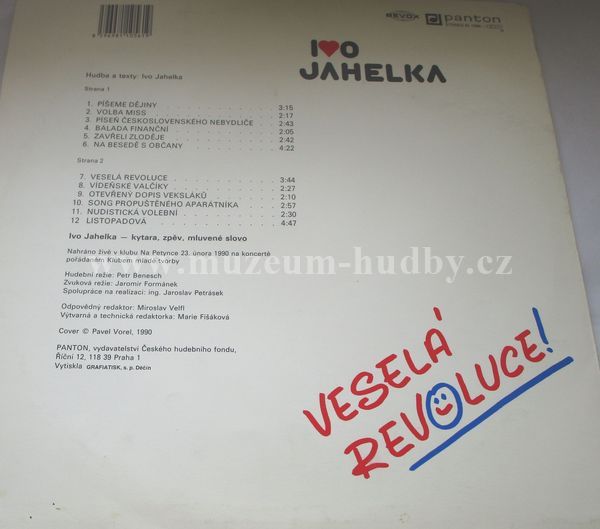 REVOX panton
I O
JAHELKA
Hudba a texty: Ivo Jahelka
Strana 1
1. PÍŠEME DĚJINY 3:15
2. VOLBA MISS 2:17
3. PÍSEŇ ČESKOSLOVENSKÉHO NEBYDLIČE 2:43
4. BALADA FINANČNÍ 2:05
5. ZAVŘELI ZLODĚJE 2:42
6. NA BESEDĚ S OBČANY 4:22
Strana 2
7. VESELÁ REVOLUCE 3:44
8. VÍDEŇSKÉ VALČÍKY 2:27
9. OTEVŘENÝ DOPIS VEKSLÁKŮ 2:10
10. SONG PROPUŠTĚNÉHO APARÁTNÍKA 2:57
11. NUDISTICKÁ VOLEBNÍ 2:30
12 LISTOPADOVÁ 4:47
Ivo Jahelka — kytara, zpěv, mluvené slovo
Nahráno živě v klubu Na Petynce 23. února 1990 na koncertě
pořádaném Klubem mladé tvorby
www.muzeum-hudby.cz
Hudební režie: Petr Benesch
Zvuková režie: Jaromír Formánek
Spolupráce na realizaci: ing. Jaroslav Petrásek
Odpovědný redaktor: Miroslav Velfl
Výtvarná a technická redaktorka: Marie Fišáková
Cover © Pavel Vorel, 1990
PANTON, vydavatelství Českého hudebního fondu,
Říční 12, 118 39 Praha 1
Vytiskla GRAFIATISK, s. p. Děčín
VESELÁ
REVOLUCE!